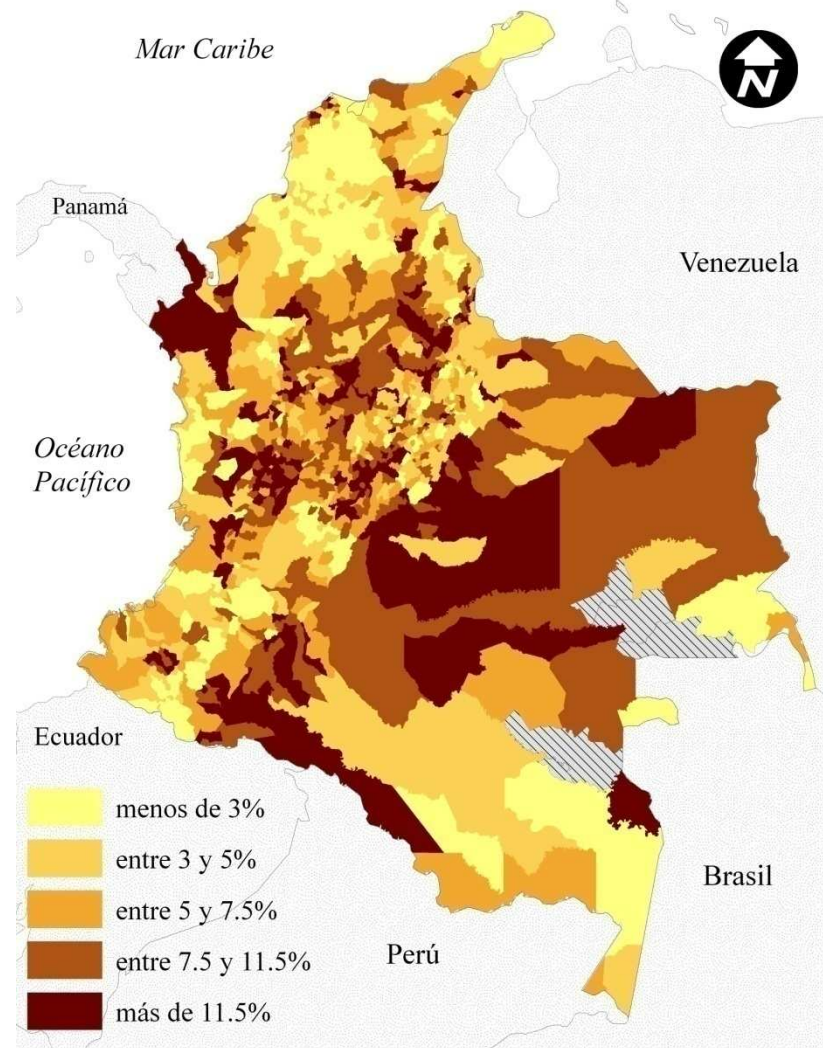 Mar Caribe
N
Panamá
Venezuela
Océano
Pacífico
Ecuador
menos de 3%
entre 3 y 5%
entre 5 y 7.5%
entre 7.5 y 11.5%
más de 11.5%
Perú
Brasil